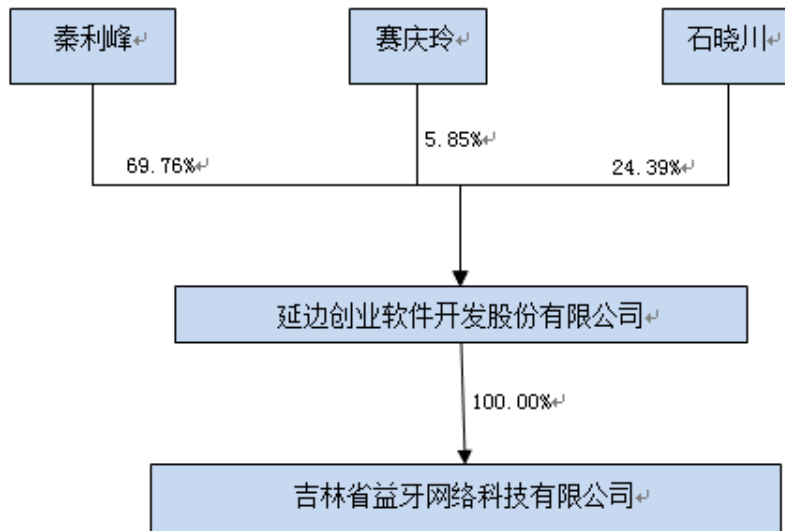 秦利峰
赛庆玲
石晓川
5.85%
69.76%
24.39%
延边创业软件开发股份有限公司
100.00%
吉林省益牙网络科技有限公司